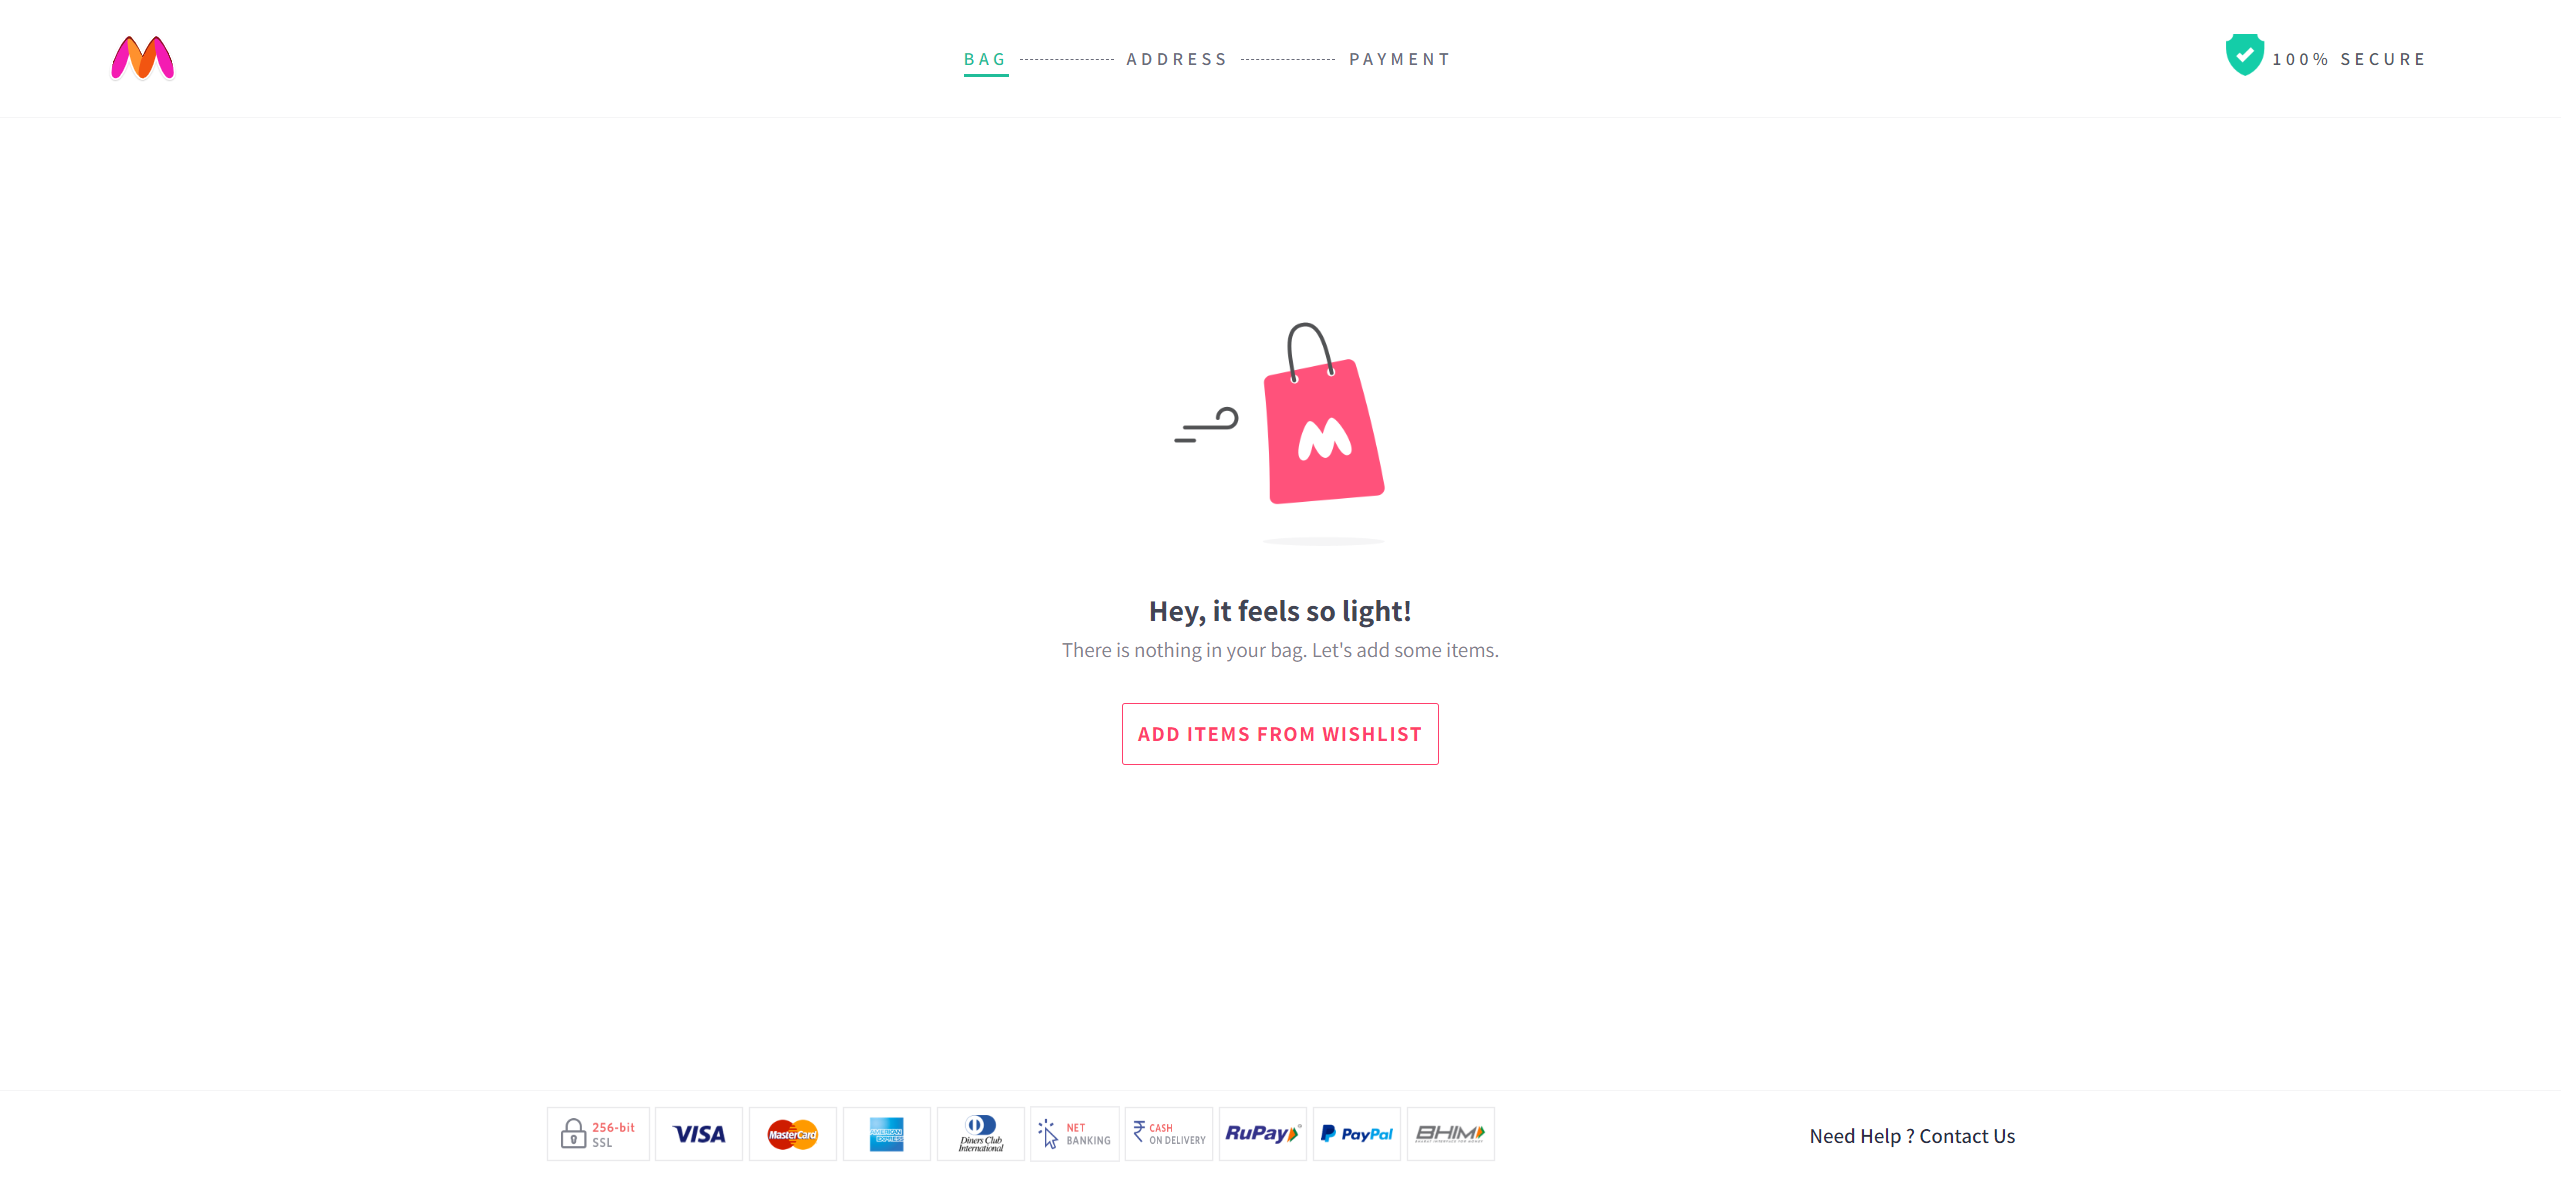 BAG ADDRESS PAYMENT
100% SECURE
Hey, it feels so light!
There is nothing in your bag. Let's add some items.
ADD ITEMS FROM WISHLIST
256-bit
SSL
VISA
MasterCard
AMERICAN
EXPRESS
Diners Club
International
NET
BANKING
CASH
ON DELIVERY
RuPay
PayPal
BHIM
Need Help ? Contact Us